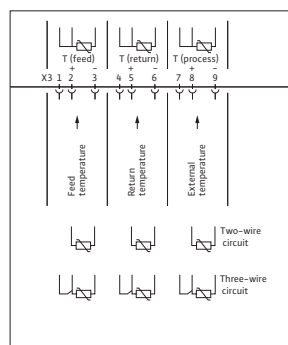 T (feed) T (return) T (process)
+ − + − + −
X3 1 2 3 4 5 6 7 8 9
Feed temperature
Return temperature
External temperature
Two-wire
circuit
Three-wire
circuit